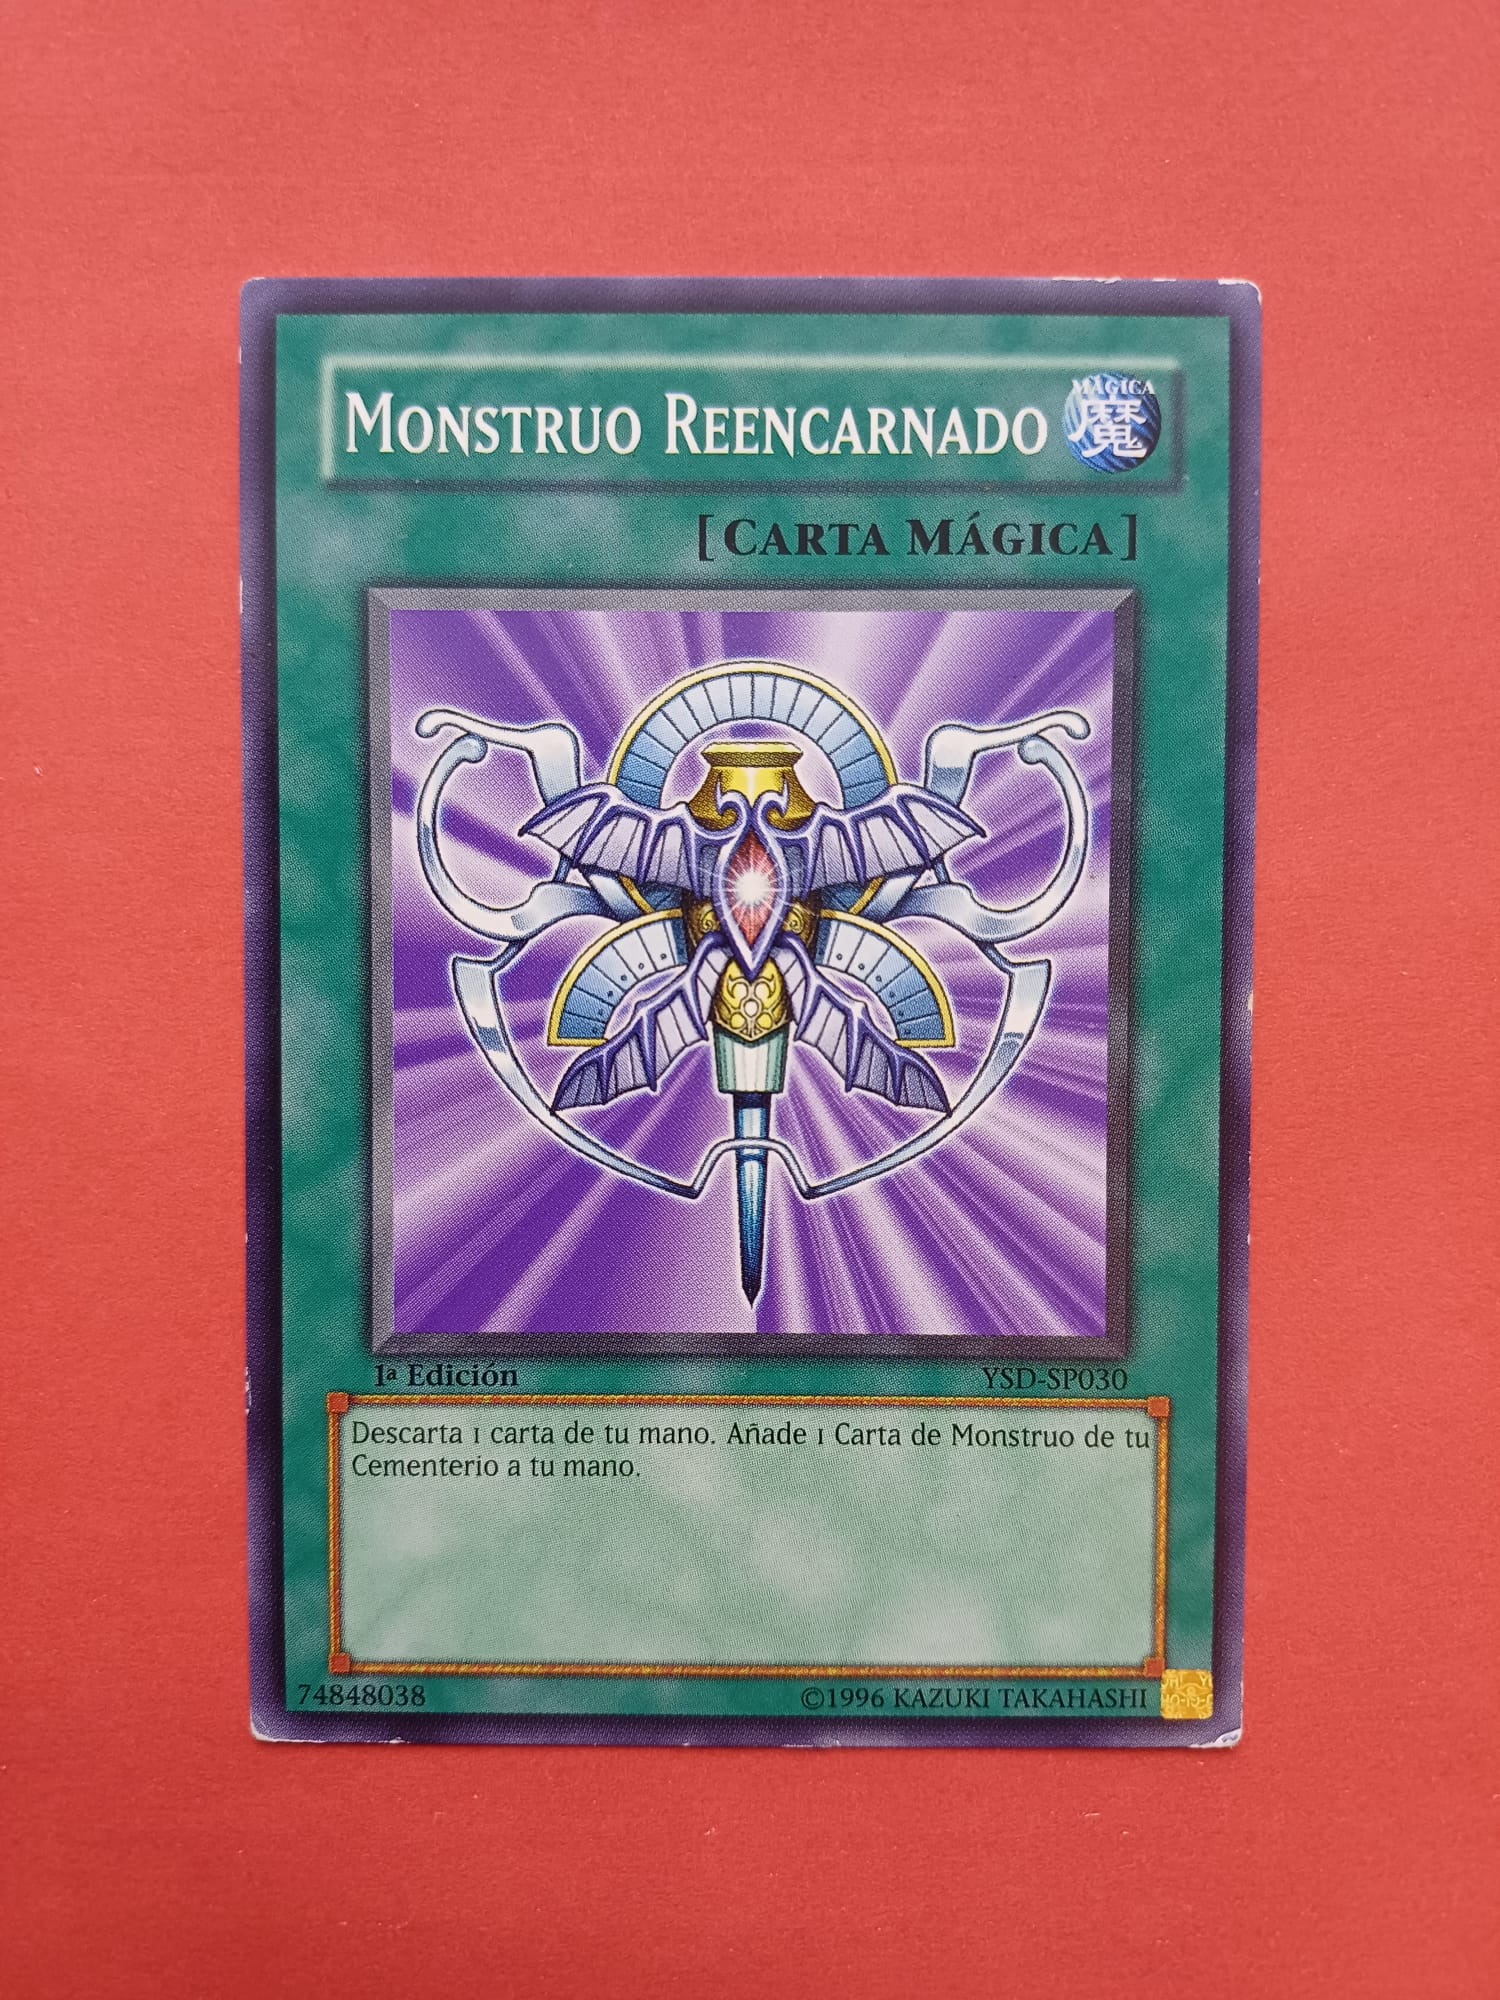 MONSTRUO REENCARNADO
MÁGICA
魔
[CARTA MÁGICA]
1ª Edición
YSD-SP030
Descarta 1 carta de tu mano. Añade 1 Carta de Monstruo de tu
Cementerio a tu mano.
74848038
©1996 KAZUKI TAKAHASHI